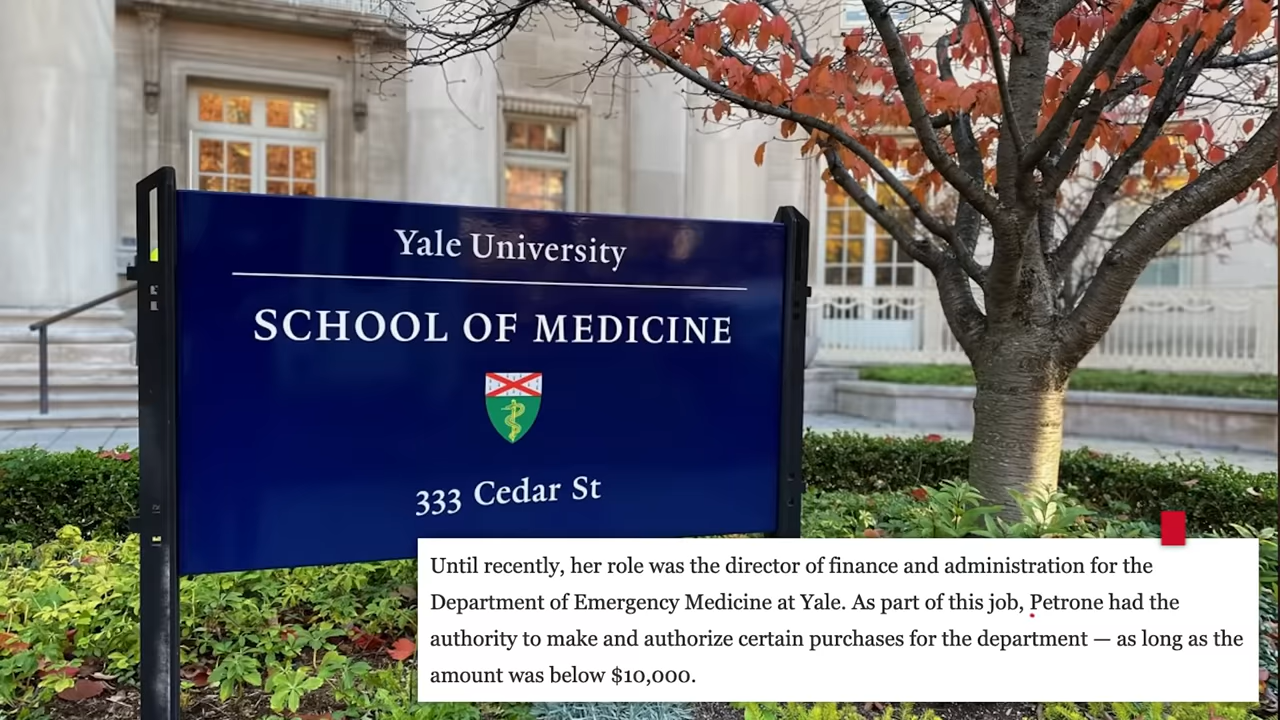 Yale University
SCHOOL OF MEDICINE
333 Cedar St
Until recently, her role was the director of finance and administration for the
Department of Emergency Medicine at Yale. As part of this job, Petrone had the
authority to make and authorize certain purchases for the department — as long as the
amount was below $10,000.